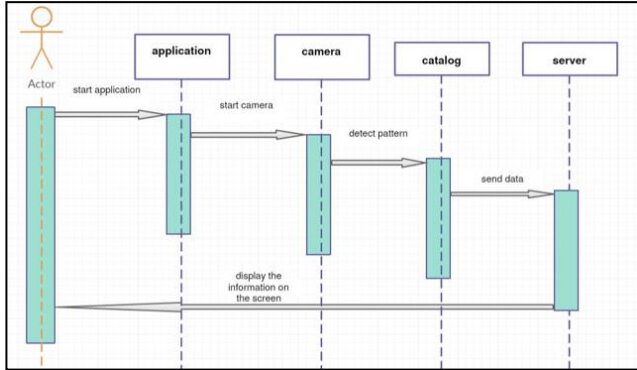 application
camera
catalog
server
Actor
start application
start camera
detect pattern
send data
display the
information on
the screen